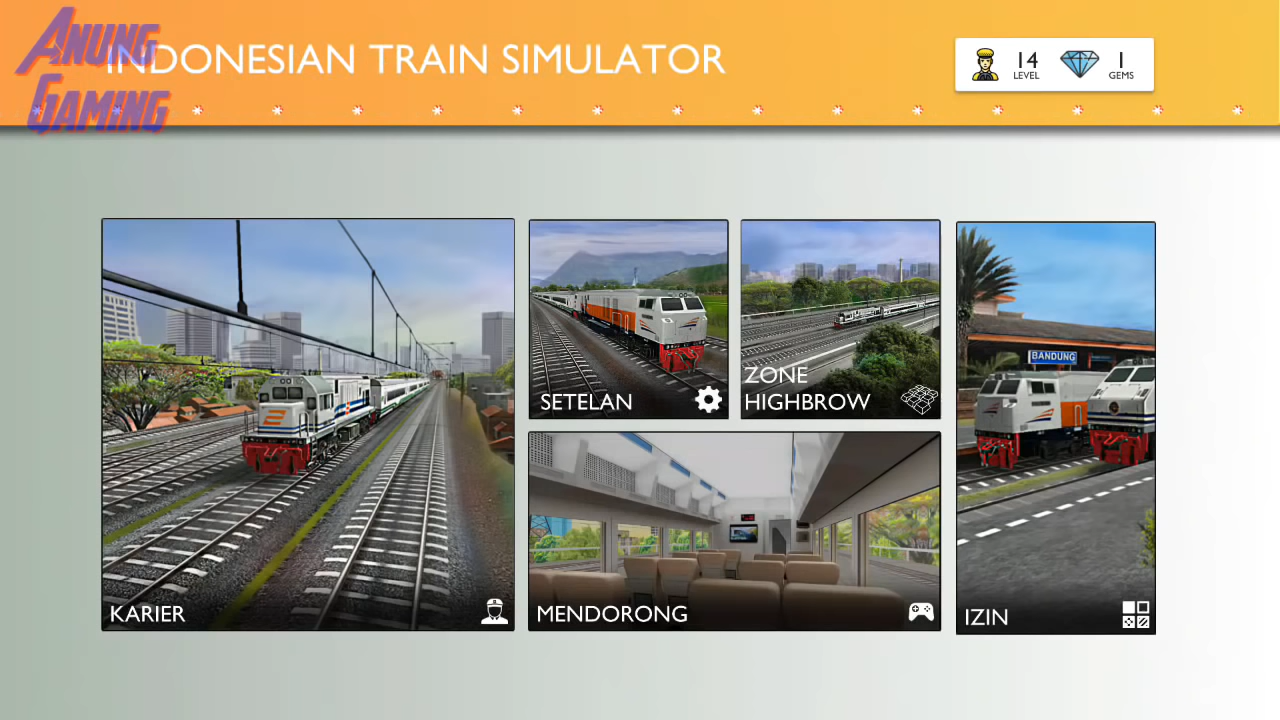 ANUNG
GAMING
INDONESIAN TRAIN SIMULATOR
14
LEVEL
1
GEMS
KARIER
SETELAN
ZONE
HIGHBROW
MENDORONG
BANDUNG
IZIN